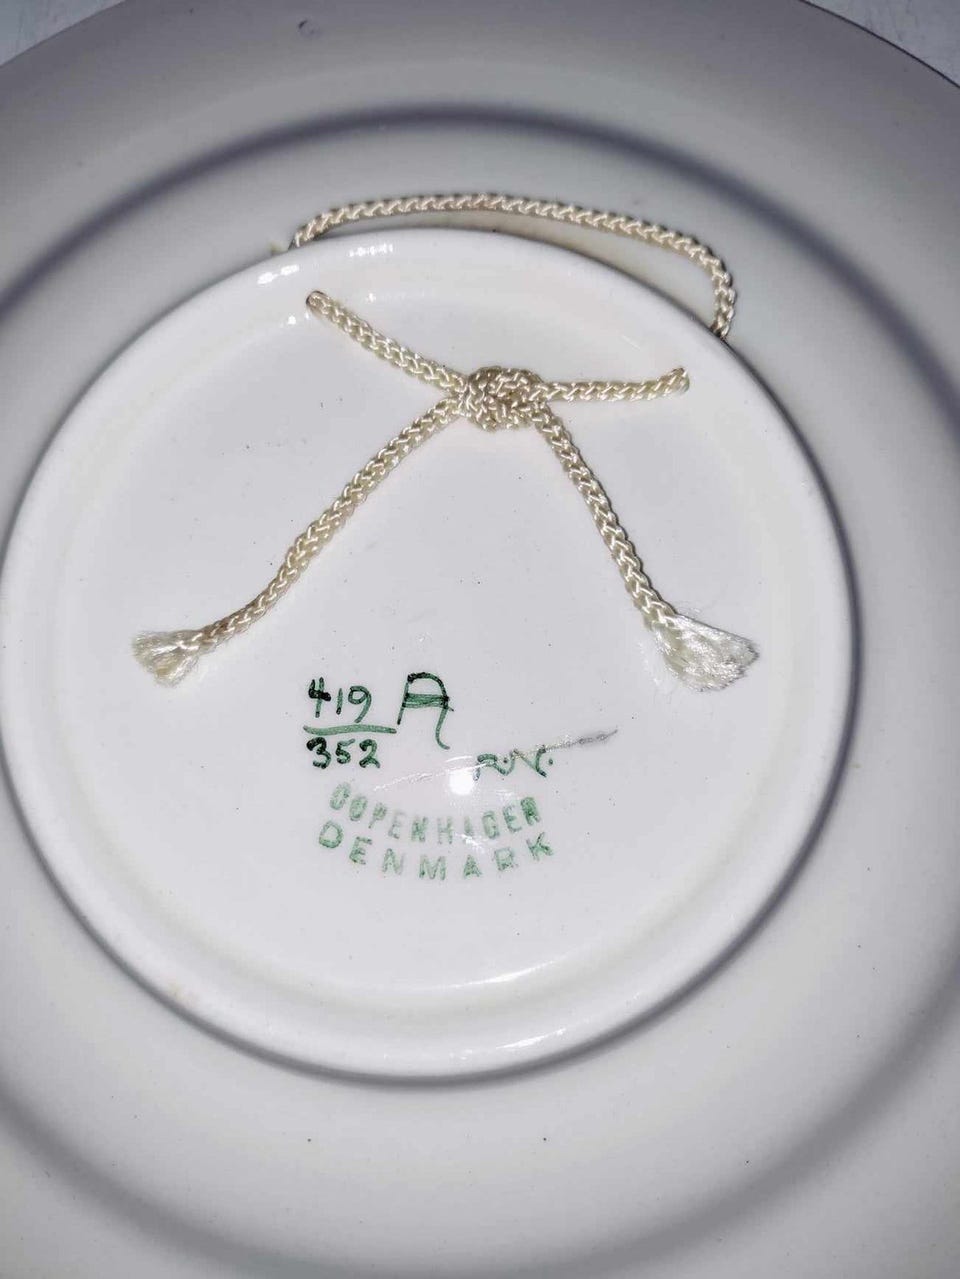 419 A
352
R.N.
COPENHAGEN
DENMARK